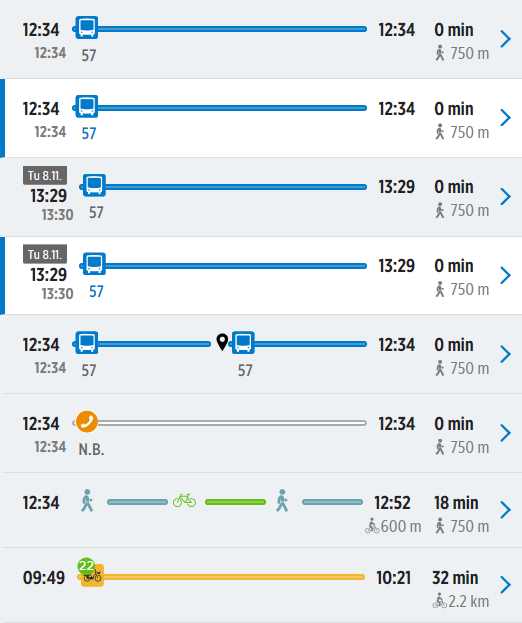 12:34 12:34 0 min
12:34 57 750 m
12:34 12:34 0 min
12:34 57 750 m
Tu 8.11.
13:29 13:29 0 min
13:30 57 750 m
Tu 8.11.
13:29 13:29 0 min
13:30 57 750 m
12:34 12:34 0 min
12:34 57 57 750 m
12:34 12:34 0 min
12:34 N.B. 750 m
12:34 12:52 18 min
600 m 750 m
22
09:49 10:21 32 min
2.2 km